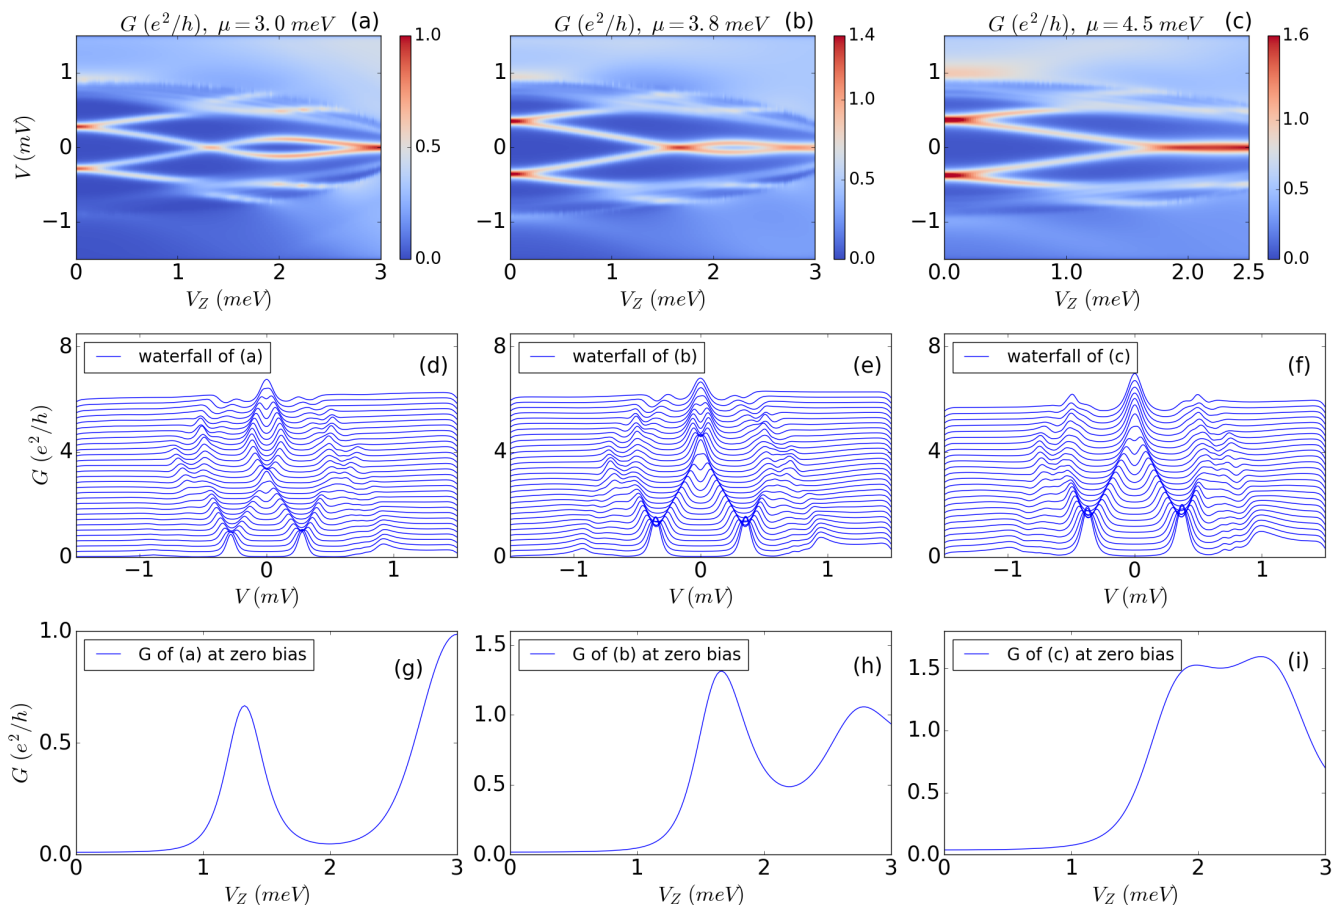 G (e²/h), μ = 3.0 meV (a)
1.0
0.5
0.0
1
0
−1
V (mV)
0 1 2 3
V_Z (meV)
G (e²/h), μ = 3.8 meV (b)
1.4
1.0
0.5
0.0
1
0
−1
0 1 2 3
V_Z (meV)
G (e²/h), μ = 4.5 meV (c)
1.6
1.0
0.5
0.0
1
0
−1
0.0 1.0 2.0 2.5
V_Z (meV)
waterfall of (a)
(d)
8
4
0
G (e²/h)
−1 0 1
V (mV)
waterfall of (b)
(e)
8
4
0
−1 0 1
V (mV)
waterfall of (c)
(f)
8
4
0
−1 0 1
V (mV)
G of (a) at zero bias
(g)
1.0
0.5
0.0
G (e²/h)
0 1 2 3
V_Z (meV)
G of (b) at zero bias
(h)
1.5
1.0
0.5
0.0
0 1 2 3
V_Z (meV)
G of (c) at zero bias
(i)
1.5
1.0
0.5
0.0
0 1 2 3
V_Z (meV)